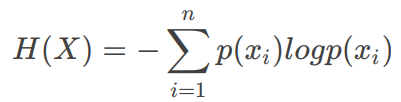 H(X) = − ∑_{i=1}^{n} p(x_i)logp(x_i)